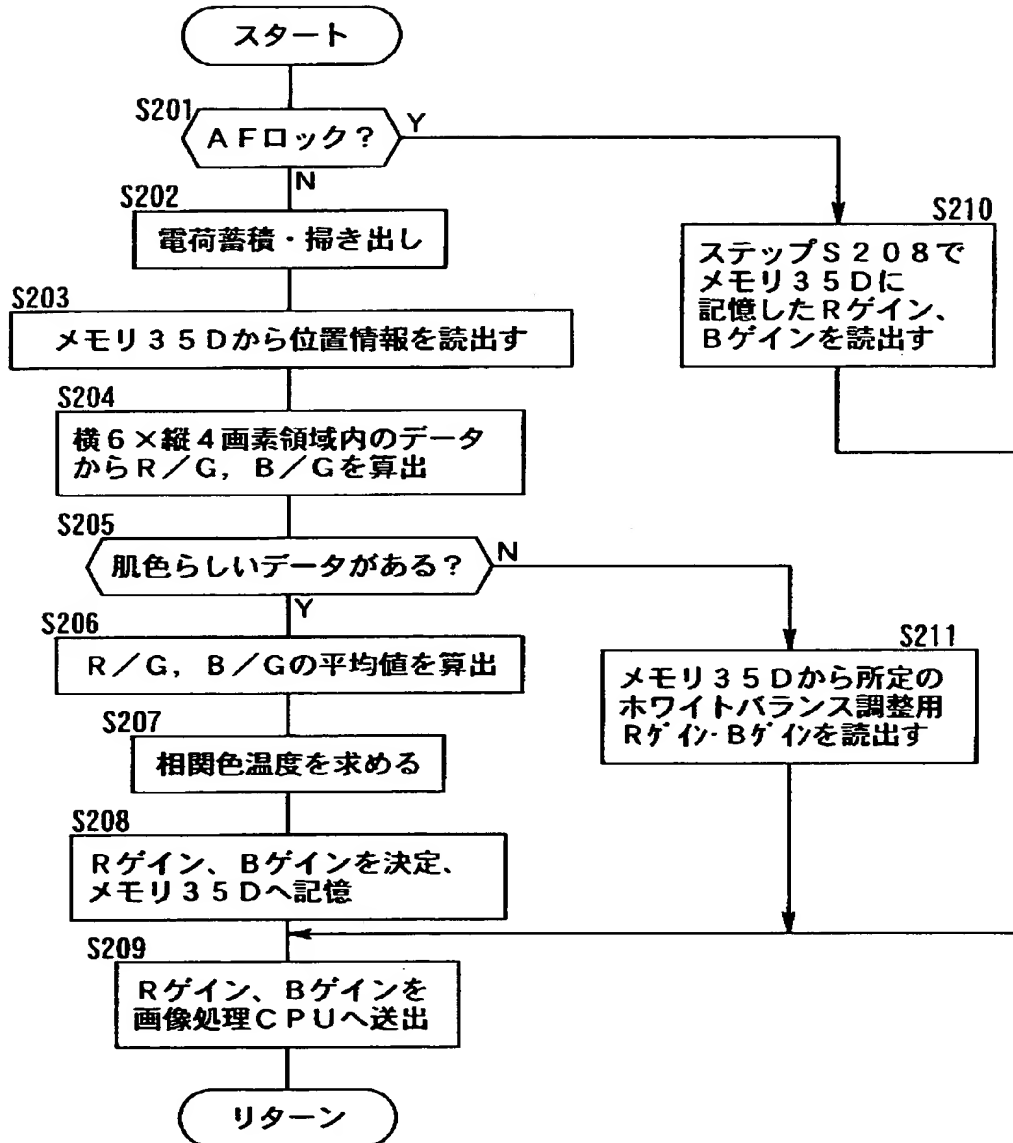 スタート
S201
AFロック？
Y
N
S202
電荷蓄積・掃き出し
S203
メモリ35Dから位置情報を読出す
S204
横6×縦4画素領域内のデータ
からR／G，B／Gを算出
S205
肌色らしいデータがある？
N
Y
S206
R／G，B／Gの平均値を算出
S207
相関色温度を求める
S208
Rゲイン、Bゲインを決定、
メモリ35Dへ記憶
S209
Rゲイン、Bゲインを
画像処理CPUへ送出
リターン
S210
ステップS208で
メモリ35Dに
記憶したRゲイン、
Bゲインを読出す
S211
メモリ35Dから所定の
ホワイトバランス調整用
Rゲイン・Bゲインを読出す